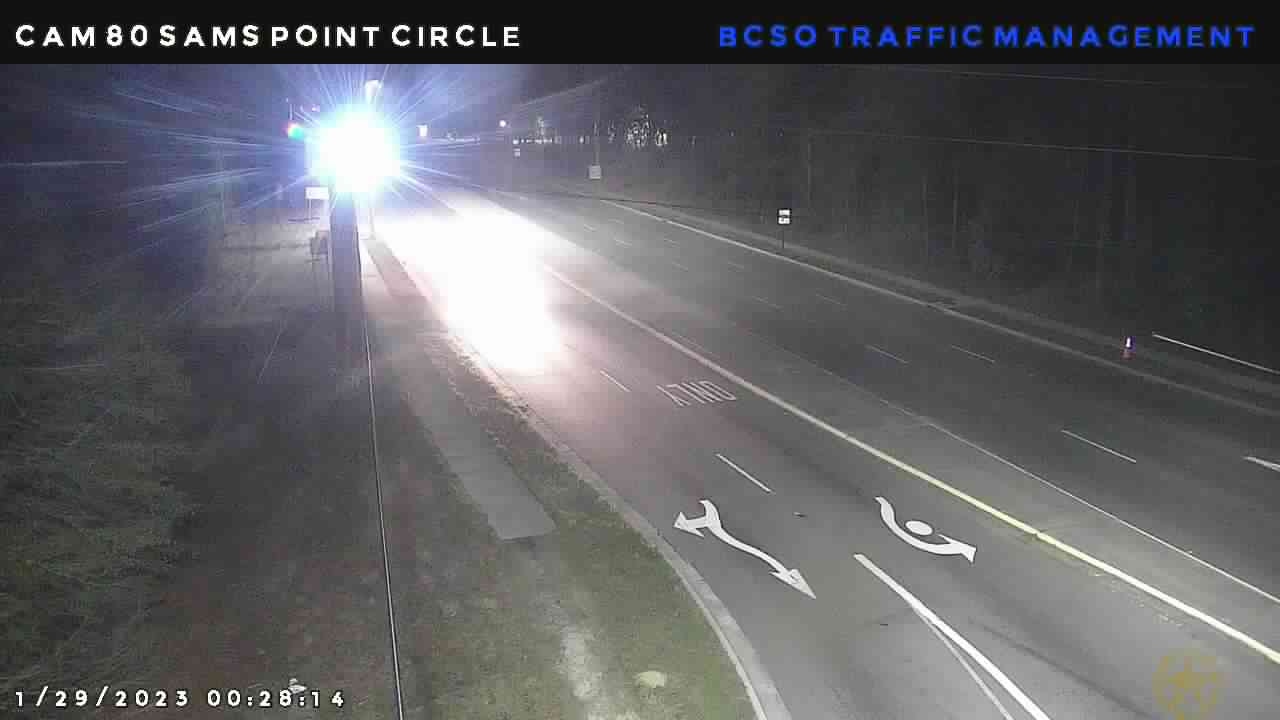 CAM 80 SAMS POINT CIRCLE
BCSO TRAFFIC MANAGEMENT
ONLY
1/29/2023 00:28:14